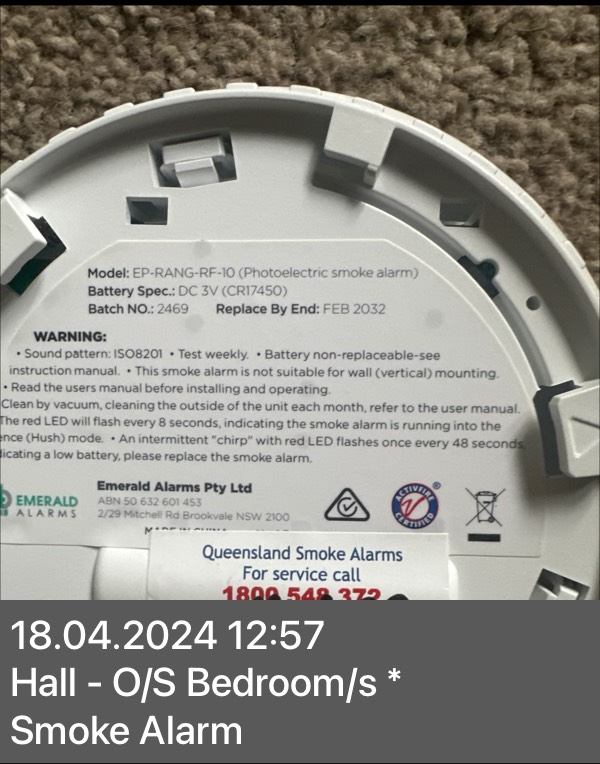 Model: EP-RANG-RF-10 (Photoelectric smoke alarm)
Battery Spec.: DC 3V (CR17450)
Batch NO.: 2469 Replace By End: FEB 2032
WARNING:
• Sound pattern: ISO8201 • Test weekly. • Battery non-replaceable-see
instruction manual. • This smoke alarm is not suitable for wall (vertical) mounting.
• Read the users manual before installing and operating.
Clean by vacuum, cleaning the outside of the unit each month, refer to the user manual.
The red LED will flash every 8 seconds, indicating the smoke alarm is running into the
ence (Hush) mode. • An intermittent "chirp" with red LED flashes once every 48 seconds,
dicating a low battery, please replace the smoke alarm.
EMERALD
ALARMS
Emerald Alarms Pty Ltd
ABN 50 632 601 453
2/29 Mitchell Rd Brookvale NSW 2100
ACTIVFIRE
CERTIFIED
®
Queensland Smoke Alarms
For service call
1800 548 372
18.04.2024 12:57
Hall - O/S Bedroom/s *
Smoke Alarm